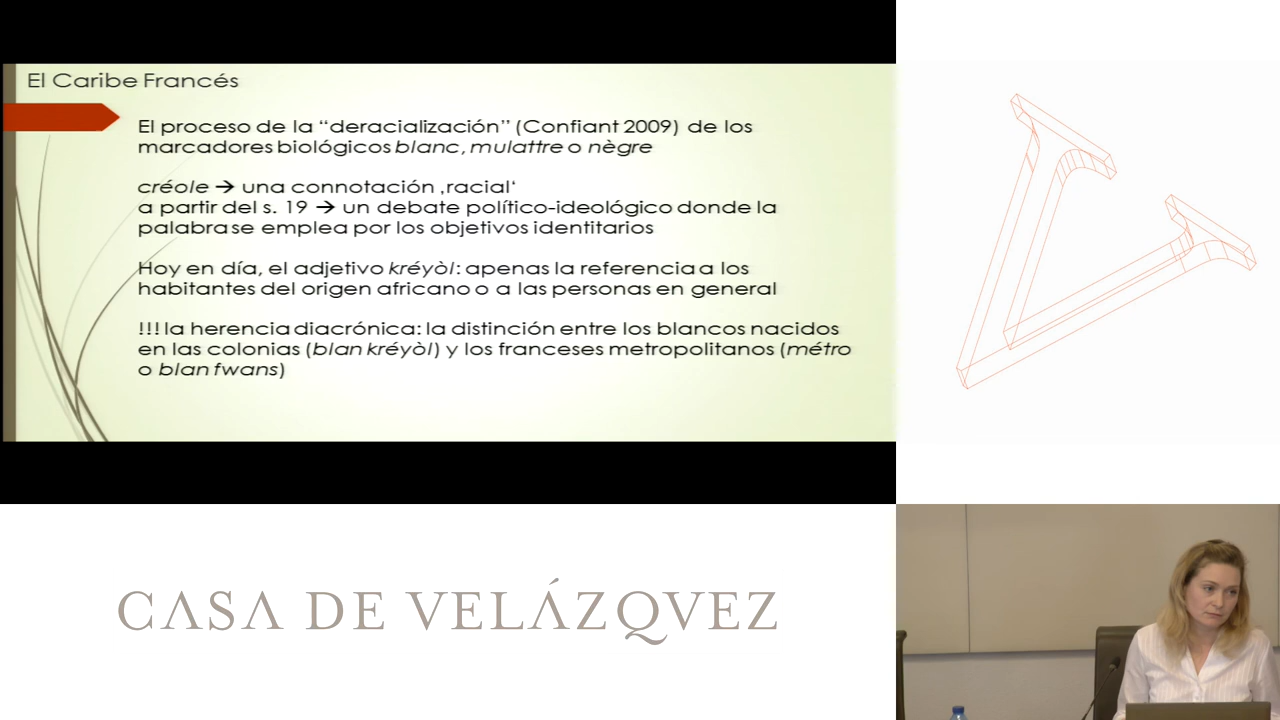 El Caribe Francés
El proceso de la “deracialización” (Confiant 2009) de los
marcadores biológicos blanc, mulattre o nègre
créole → una connotación ‚racial‘
a partir del s. 19 → un debate político-ideológico donde la
palabra se emplea por los objetivos identitarios
Hoy en día, el adjetivo kréyòl: apenas la referencia a los
habitantes del origen africano o a las personas en general
!!! la herencia diacrónica: la distinción entre los blancos nacidos
en las colonias (blan kréyòl) y los franceses metropolitanos (métro
o blan fwans)
CASA DE VELÁZQVEZ